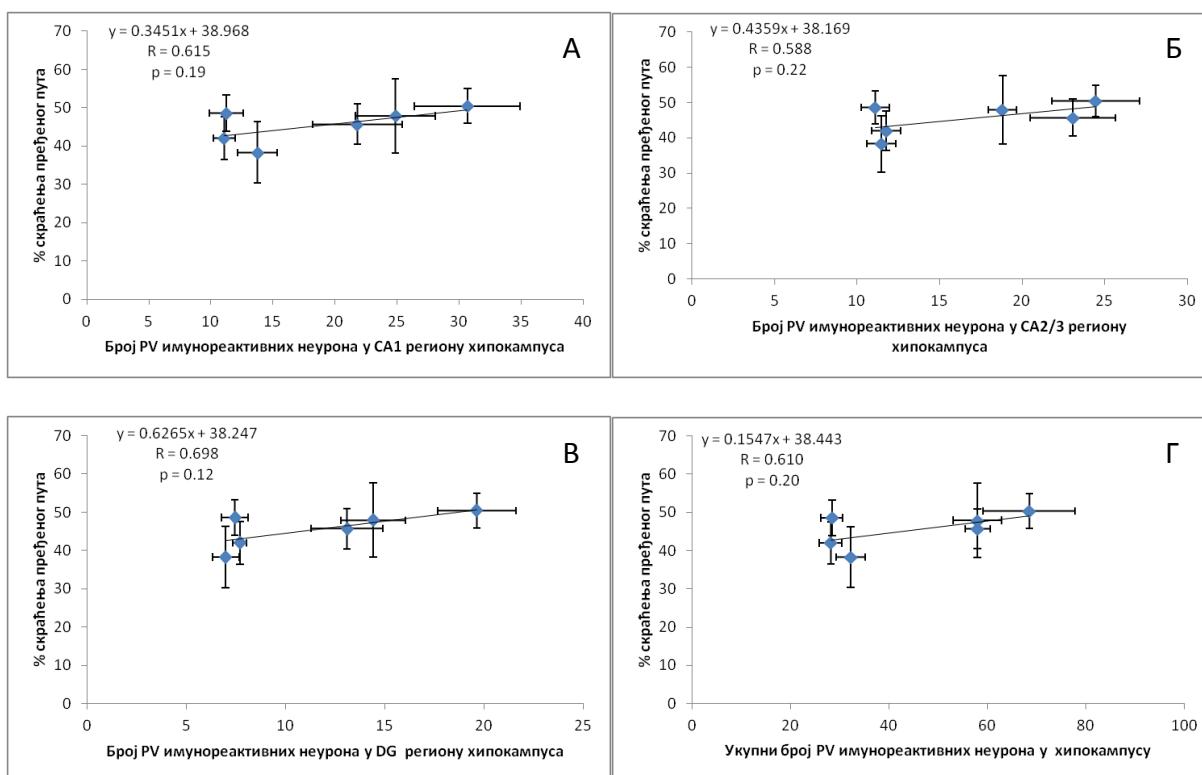 y = 0.3451x + 38.968
R = 0.615
p = 0.19
А
% скраћења пређеног пута
70
60
50
40
30
20
10
0
0 5 10 15 20 25 30 35 40
Број PV имунореактивних неурона у CA1 региону хипокампуса
y = 0.4359x + 38.169
R = 0.588
p = 0.22
Б
% скраћења пређеног пута
70
60
50
40
30
20
10
0
0 5 10 15 20 25 30
Број PV имунореактивних неурона у CA2/3 региону
хипокампуса
y = 0.6265x + 38.247
R = 0.698
p = 0.12
В
% скраћења пређеног пута
70
60
50
40
30
20
10
0
0 5 10 15 20 25
Број PV имунореактивних неурона у DG региону хипокампуса
y = 0.1547x + 38.443
R = 0.610
p = 0.20
Г
% скраћења пређеног пута
70
60
50
40
30
20
10
0
0 20 40 60 80 100
Укупни број PV имунореактивних неурона у хипокампусу